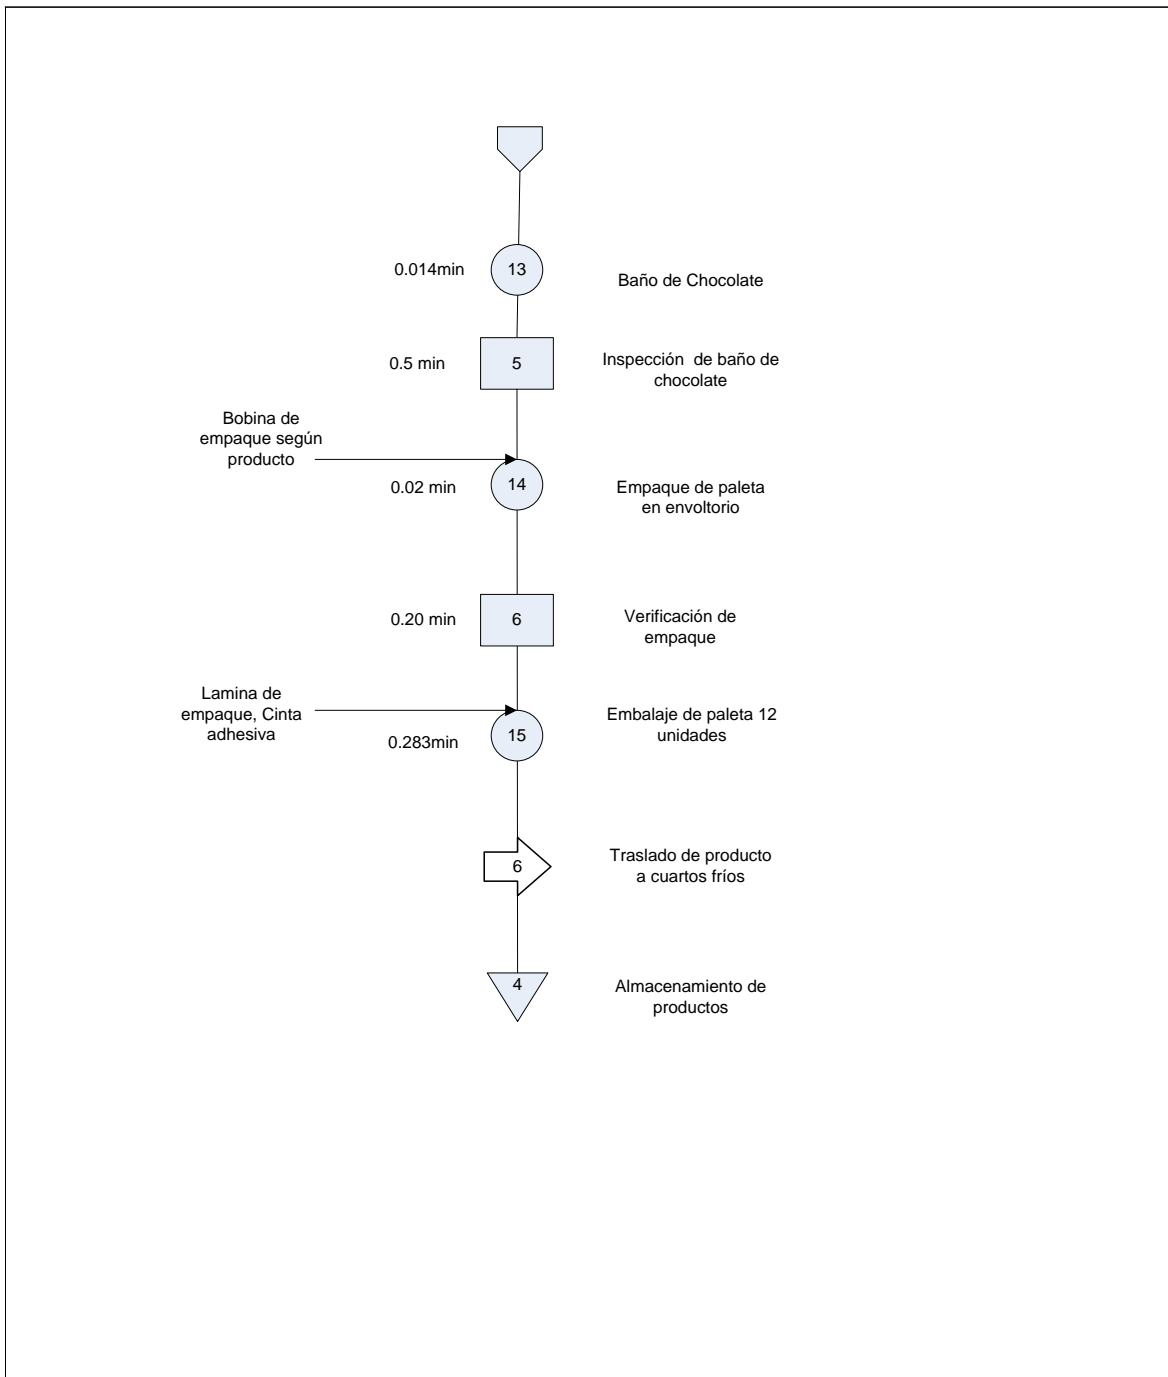 0.014min
13
Baño de Chocolate
0.5 min
5
Inspección  de baño de
chocolate
Bobina de
empaque según
producto
0.02 min
14
Empaque de paleta
en envoltorio
0.20 min
6
Verificación de
empaque
Lamina de
empaque, Cinta
adhesiva
0.283min
15
Embalaje de paleta 12
unidades
6
Traslado de producto
a cuartos fríos
4
Almacenamiento de
productos